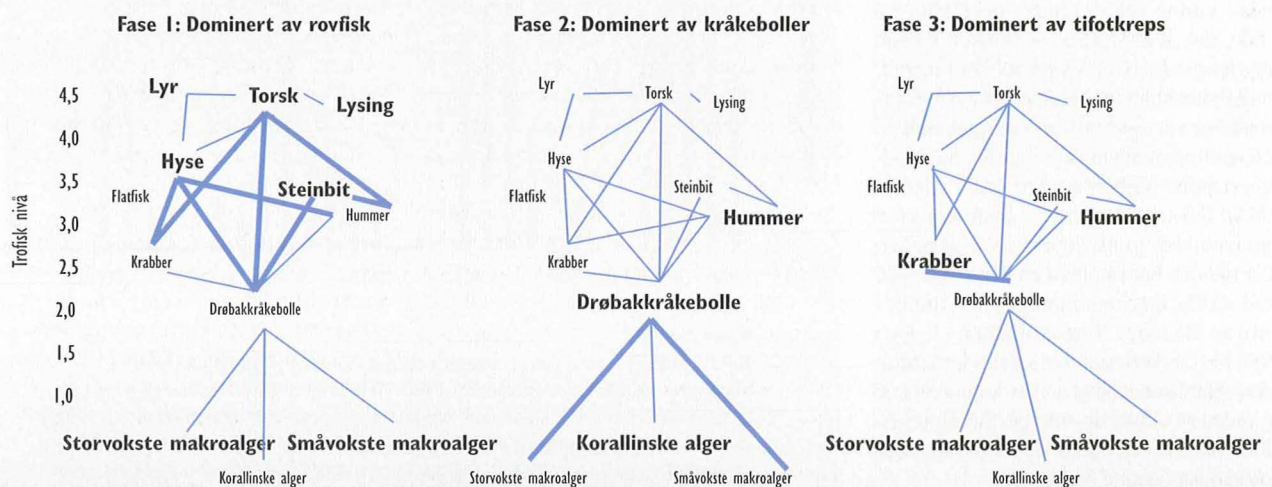 Fase 1: Dominert av rovfisk
Fase 2: Dominert av kråkeboller
Fase 3: Dominert av tifotkreps
Trofisk nivå
4,5
4,0
3,5
3,0
2,5
2,0
1,5
1,0
Lyr
Torsk
Lysing
Hyse
Flatfisk
Steinbit
Hummer
Krabber
Drøbakkråkebolle
Storvokste makroalger
Småvokste makroalger
Korallinske alger
Lyr
Torsk
Lysing
Hyse
Flatfisk
Steinbit
Hummer
Krabber
Drøbakkråkebolle
Korallinske alger
Storvokste makroalger
Småvokste makroalger
Lyr
Torsk
Lysing
Hyse
Flatfisk
Steinbit
Hummer
Krabber
Drøbakkråkebolle
Storvokste makroalger
Småvokste makroalger
Korallinske alger